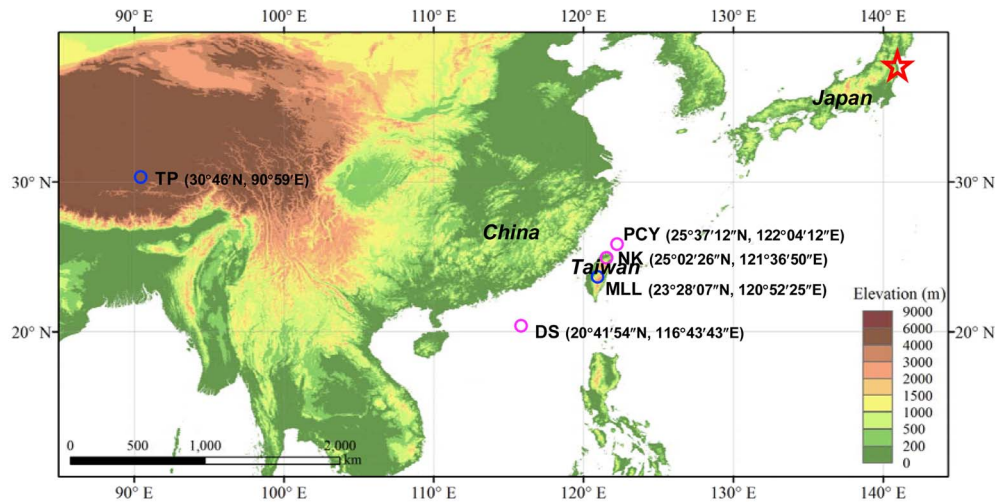 90° E 100° E 110° E 120° E 130° E 140° E
Japan
TP (30°46′N, 90°59′E)
30° N 30° N
China
PCY (25°37′12″N, 122°04′12″E)
NK (25°02′26″N, 121°36′50″E)
Taiwan
MLL (23°28′07″N, 120°52′25″E)
Elevation (m)
9000
6000
4000
3000
2000
1500
1000
500
200
0
20° N 20° N
DS (20°41′54″N, 116°43′43″E)
0 500 1,000 2,000
km
90° E 100° E 110° E 120° E 130° E 140° E